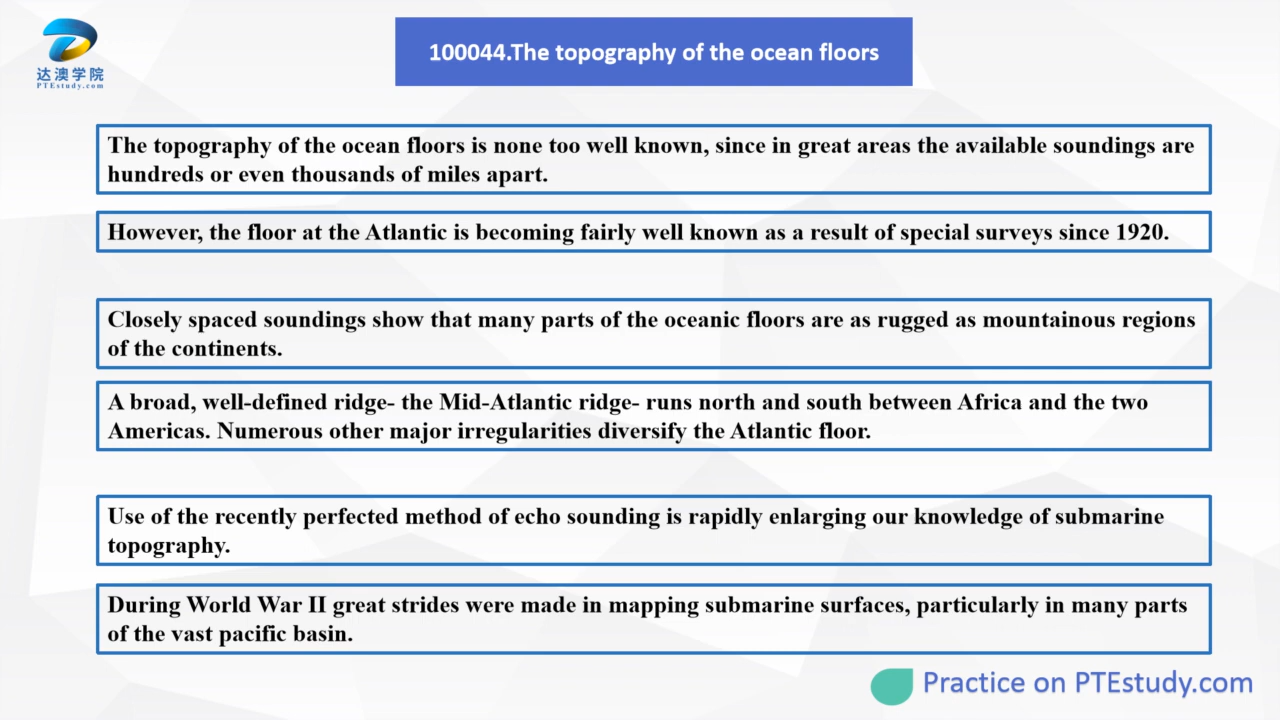 达澳学院
PTEstudy.com
100044.The topography of the ocean floors
The topography of the ocean floors is none too well known, since in great areas the available soundings are
hundreds or even thousands of miles apart.
However, the floor at the Atlantic is becoming fairly well known as a result of special surveys since 1920.
Closely spaced soundings show that many parts of the oceanic floors are as rugged as mountainous regions
of the continents.
A broad, well-defined ridge- the Mid-Atlantic ridge- runs north and south between Africa and the two
Americas. Numerous other major irregularities diversify the Atlantic floor.
Use of the recently perfected method of echo sounding is rapidly enlarging our knowledge of submarine
topography.
During World War II great strides were made in mapping submarine surfaces, particularly in many parts
of the vast pacific basin.
Practice on PTEstudy.com